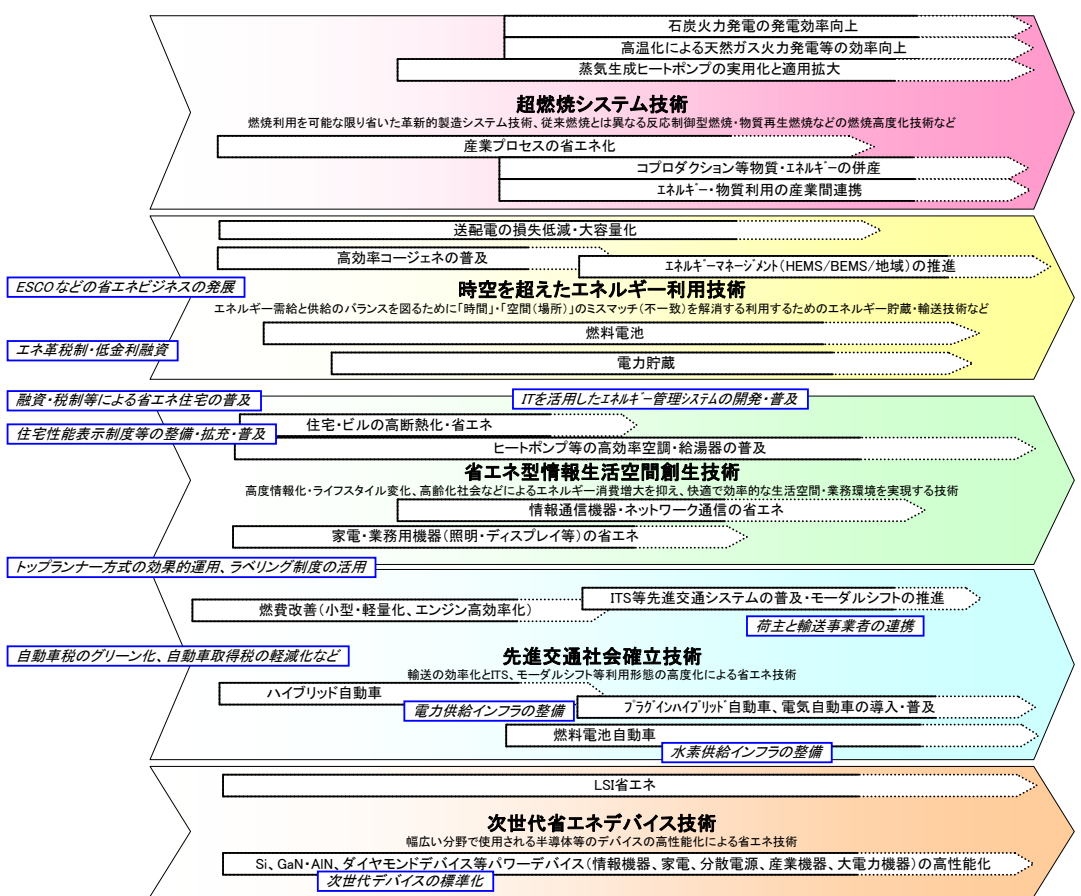 石炭火力発電の発電効率向上
高温化による天然ガス火力発電等の効率向上
蒸気生成ヒートポンプの実用化と適用拡大
超燃焼システム技術
燃焼利用を可能な限り省いた革新的製造システム技術、従来燃焼とは異なる反応制御型燃焼・物質再生燃焼などの燃焼高度化技術など
産業プロセスの省エネ化
コプロダクション等物質・エネルギーの併産
エネルギー・物質利用の産業間連携
送配電の損失低減・大容量化
高効率コージェネの普及
エネルギーマネージメント（HEMS/BEMS/地域）の推進
ESCOなどの省エネビジネスの発展
時空を超えたエネルギー利用技術
エネルギー需給と供給のバランスを図るために「時間」・「空間（場所）」のミスマッチ（不一致）を解消する利用するためのエネルギー貯蔵・輸送技術など
燃料電池
エネ革税制・低金利融資
電力貯蔵
融資・税制等による省エネ住宅の普及
ITを活用したエネルギー管理システムの開発・普及
住宅・ビルの高断熱化・省エネ
住宅性能表示制度等の整備・拡充・普及
ヒートポンプ等の高効率空調・給湯器の普及
省エネ型情報生活空間創生技術
高度情報化・ライフスタイル変化、高齢化社会などによるエネルギー消費増大を抑え、快適で効率的な生活空間・業務環境を実現する技術
情報通信機器・ネットワーク通信の省エネ
家電・業務用機器（照明・ディスプレイ等）の省エネ
トップランナー方式の効果的運用、ラベリング制度の活用
ITS等先進交通システムの普及・モーダルシフトの推進
燃費改善（小型・軽量化、エンジン高効率化）
荷主と輸送事業者の連携
自動車税のグリーン化、自動車取得税の軽減化など
先進交通社会確立技術
輸送の効率化とITS、モーダルシフト等利用形態の高度化による省エネ技術
ハイブリッド自動車
電力供給インフラの整備
プラグインハイブリッド自動車、電気自動車の導入・普及
燃料電池自動車
水素供給インフラの整備
LSI省エネ
次世代省エネデバイス技術
幅広い分野で使用される半導体等のデバイスの高性能化による省エネ技術
Si、GaN・AlN、ダイヤモンドデバイス等パワーデバイス（情報機器、家電、分散電源、産業機器、大電力機器）の高性能化
次世代デバイスの標準化